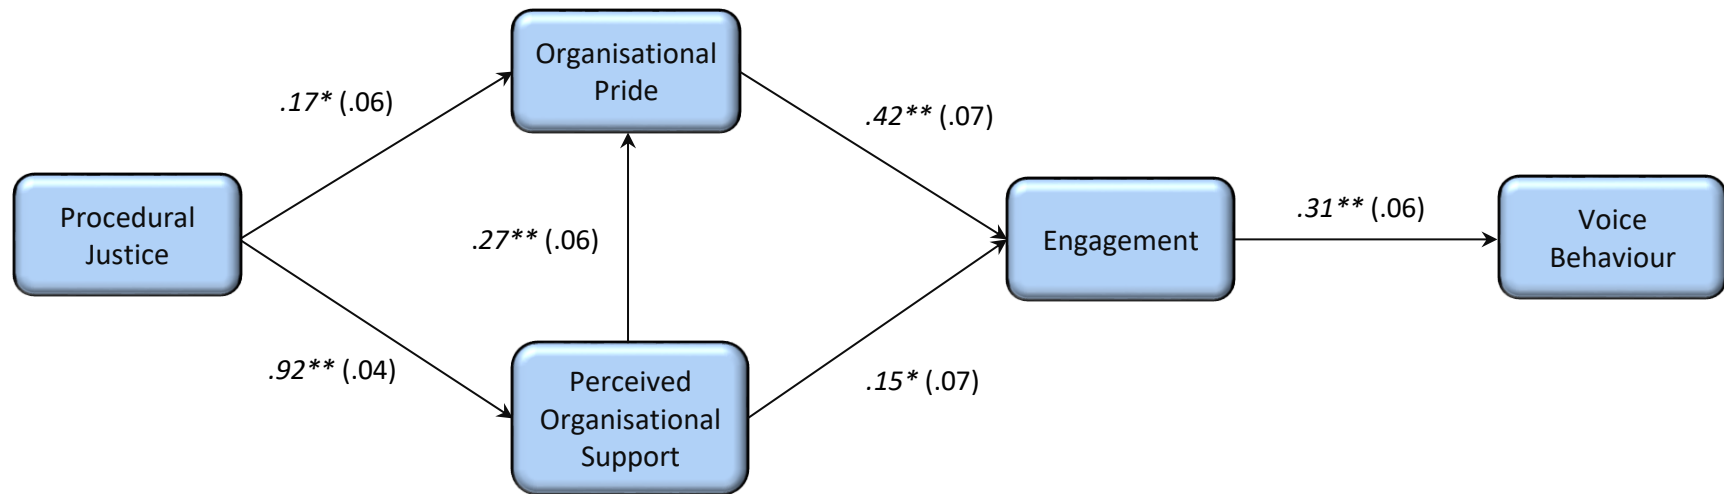 Organisational
Pride
.17* (.06)
.42** (.07)
Procedural
Justice
.27** (.06)
Engagement
.31** (.06)
Voice
Behaviour
.92** (.04)
Perceived
Organisational
Support
.15* (.07)